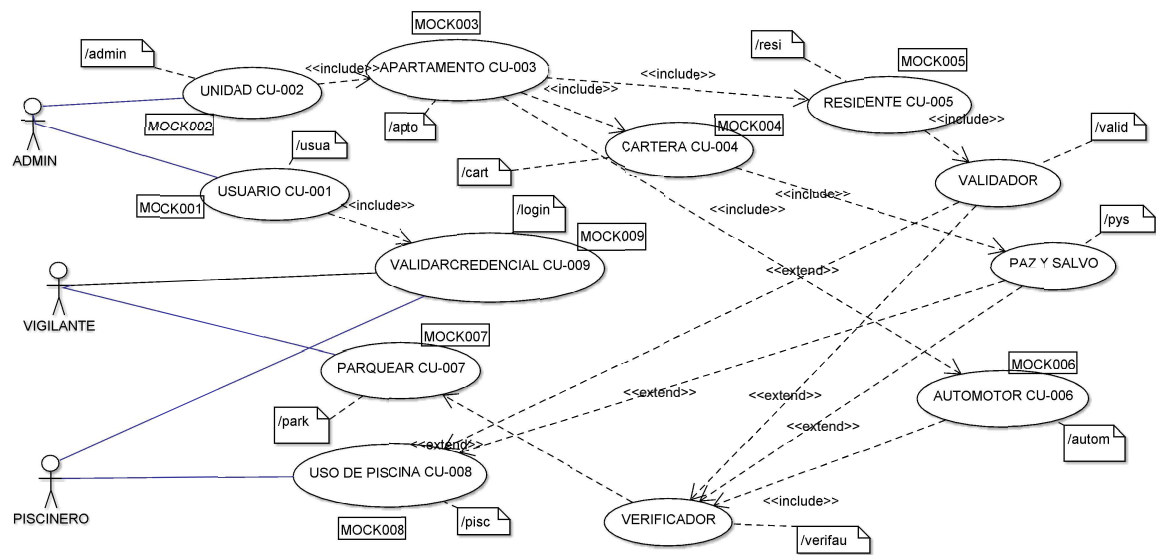 MOCK003
/admin
/resi
MOCK005
<<include>>
APARTAMENTO CU-003
<<include>>
UNIDAD CU-002
<<include>>
RESIDENTE CU-005
MOCK002
/apto
MOCK004
<<include>>
/valid
ADMIN
/usua
CARTERA CU-004
/cart
VALIDADOR
USUARIO CU-001
<<include>>
MOCK001
<<include>>
/login
<<include>>
/pys
MOCK009
VALIDARCREDENCIAL CU-009
<<extend>>
PAZ Y SALVO
VIGILANTE
MOCK007
PARQUEAR CU-007
MOCK006
<<extend>>
<<extend>>
AUTOMOTOR CU-006
/park
<<extend>>
<<extend>>
/autom
USO DE PISCINA CU-008
<<include>>
PISCINERO
MOCK008
/pisc
VERIFICADOR
/verifau